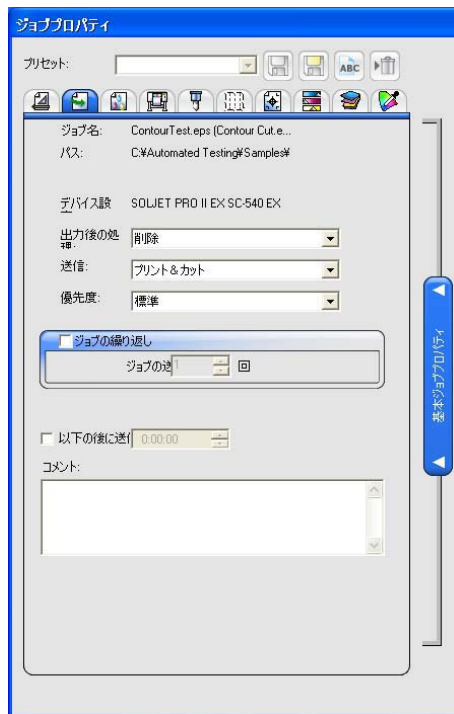 ジョブプロパティ
プリセット:
ABC
ジョブ名: ContourTest.eps (Contour Cut.e...
パス: C:¥Automated Testing¥Samples¥
デバイス設 SOLJET PRO II EX SC-540 EX
出力後の処理: 削除
送信: プリント＆カット
優先度: 標準
ジョブの繰り返し
ジョブの送 1 回
以下の後に送 0:00:00
コメント:
基本ジョブプロパティ